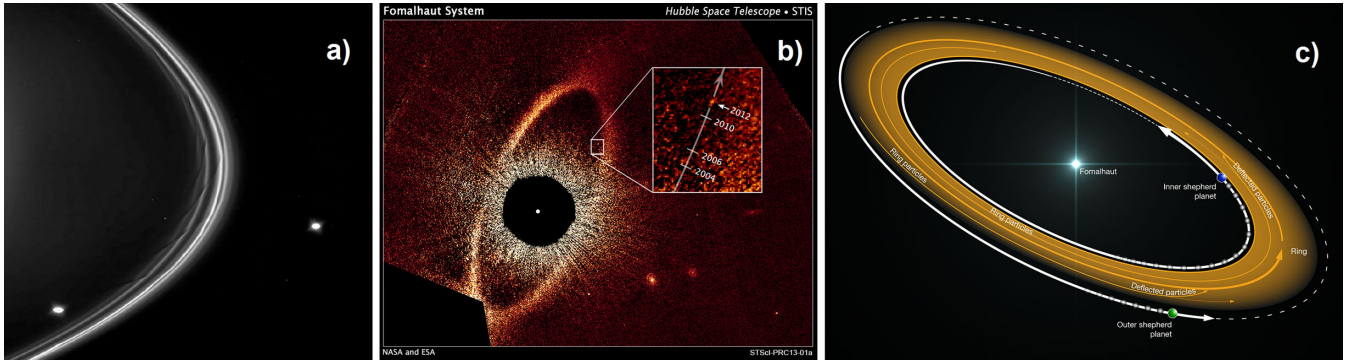 a)
Fomalhaut System
Hubble Space Telescope • STIS
b)
2012
2010
2006
2004
NASA and ESA
STScI-PRC13-01a
c)
Fomalhaut
Inner shepherd
planet
Ring particles
Ring particles
Deflected particles
Ring
Deflected particles
Outer shepherd
planet